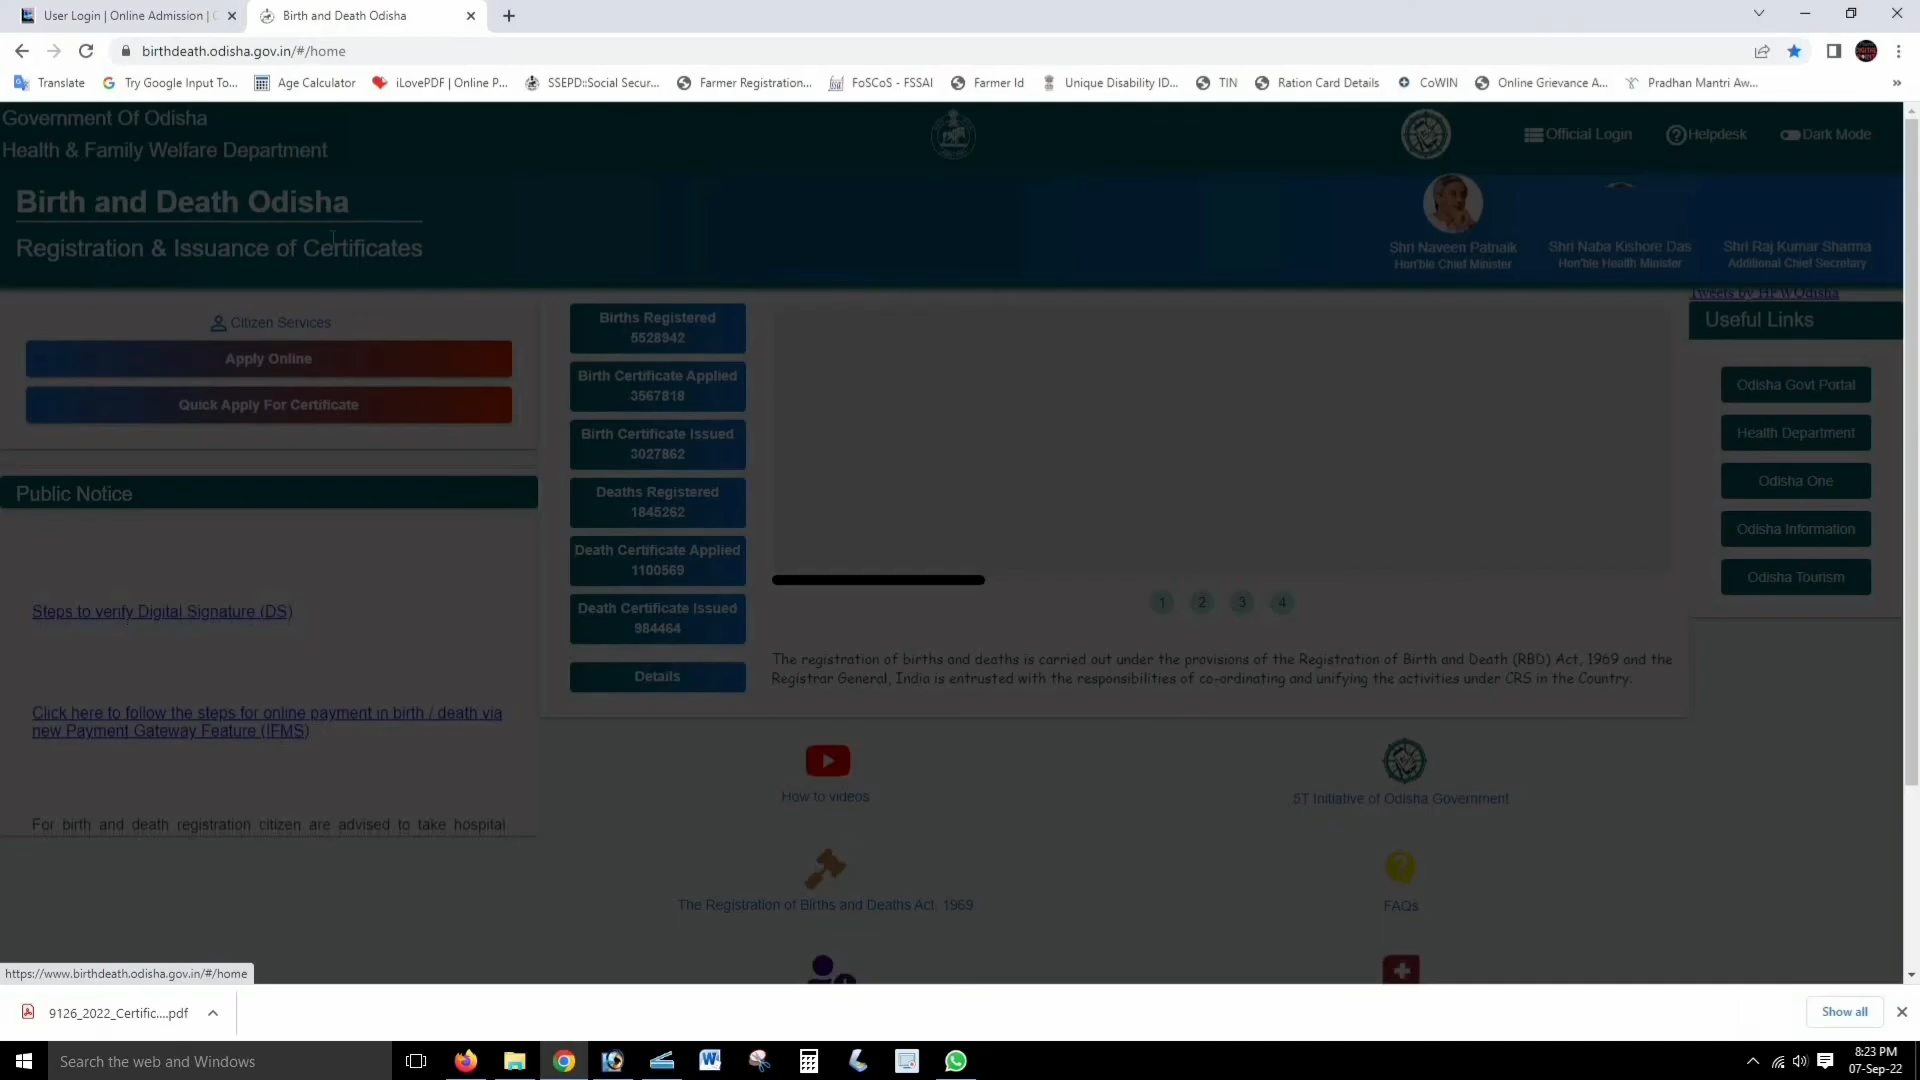 User Login | Online Admission |
Birth and Death Odisha
birthdeath.odisha.gov.in/#/home
Translate
Try Google Input To...
Age Calculator
iLovePDF | Online P...
SSEPD::Social Secur...
Farmer Registration...
FoSCoS - FSSAI
Farmer Id
Unique Disability ID...
TIN
Ration Card Details
CoWIN
Online Grievance A...
Pradhan Mantri Aw...
»
Government Of Odisha
Health & Family Welfare Department
Official Login
Helpdesk
Dark Mode
Birth and Death Odisha
Registration & Issuance of Certificates
Shri Naveen Patnaik
Hon'ble Chief Minister
Shri Naba Kishore Das
Hon'ble Health Minister
Shri Raj Kumar Sharma
Additional Chief Secretary
Citizen Services
Apply Online
Quick Apply For Certificate
Public Notice
Steps to verify Digital Signature (DS)
Click here to follow the steps for online payment in birth / death via
new Payment Gateway Feature (IFMS)
For birth and death registration citizen are advised to take hospital
Births Registered
5528942
Birth Certificate Applied
3567818
Birth Certificate Issued
3027862
Deaths Registered
1845262
Death Certificate Applied
1100569
Death Certificate Issued
984464
Details
1 2 3 4
The registration of births and deaths is carried out under the provisions of the Registration of Birth and Death (RBD) Act, 1969 and the
Registrar General, India is entrusted with the responsibilities of co-ordinating and unifying the activities under CRS in the Country.
Tweets by HFWOdisha
Useful Links
Odisha Govt Portal
Health Department
Odisha One
Odisha Information
Odisha Tourism
How to videos
5T Initiative of Odisha Government
The Registration of Births and Deaths Act, 1969
FAQs
https://www.birthdeath.odisha.gov.in/#/home
9126_2022_Certific....pdf
Show all
Search the web and Windows
8:23 PM
07-Sep-22